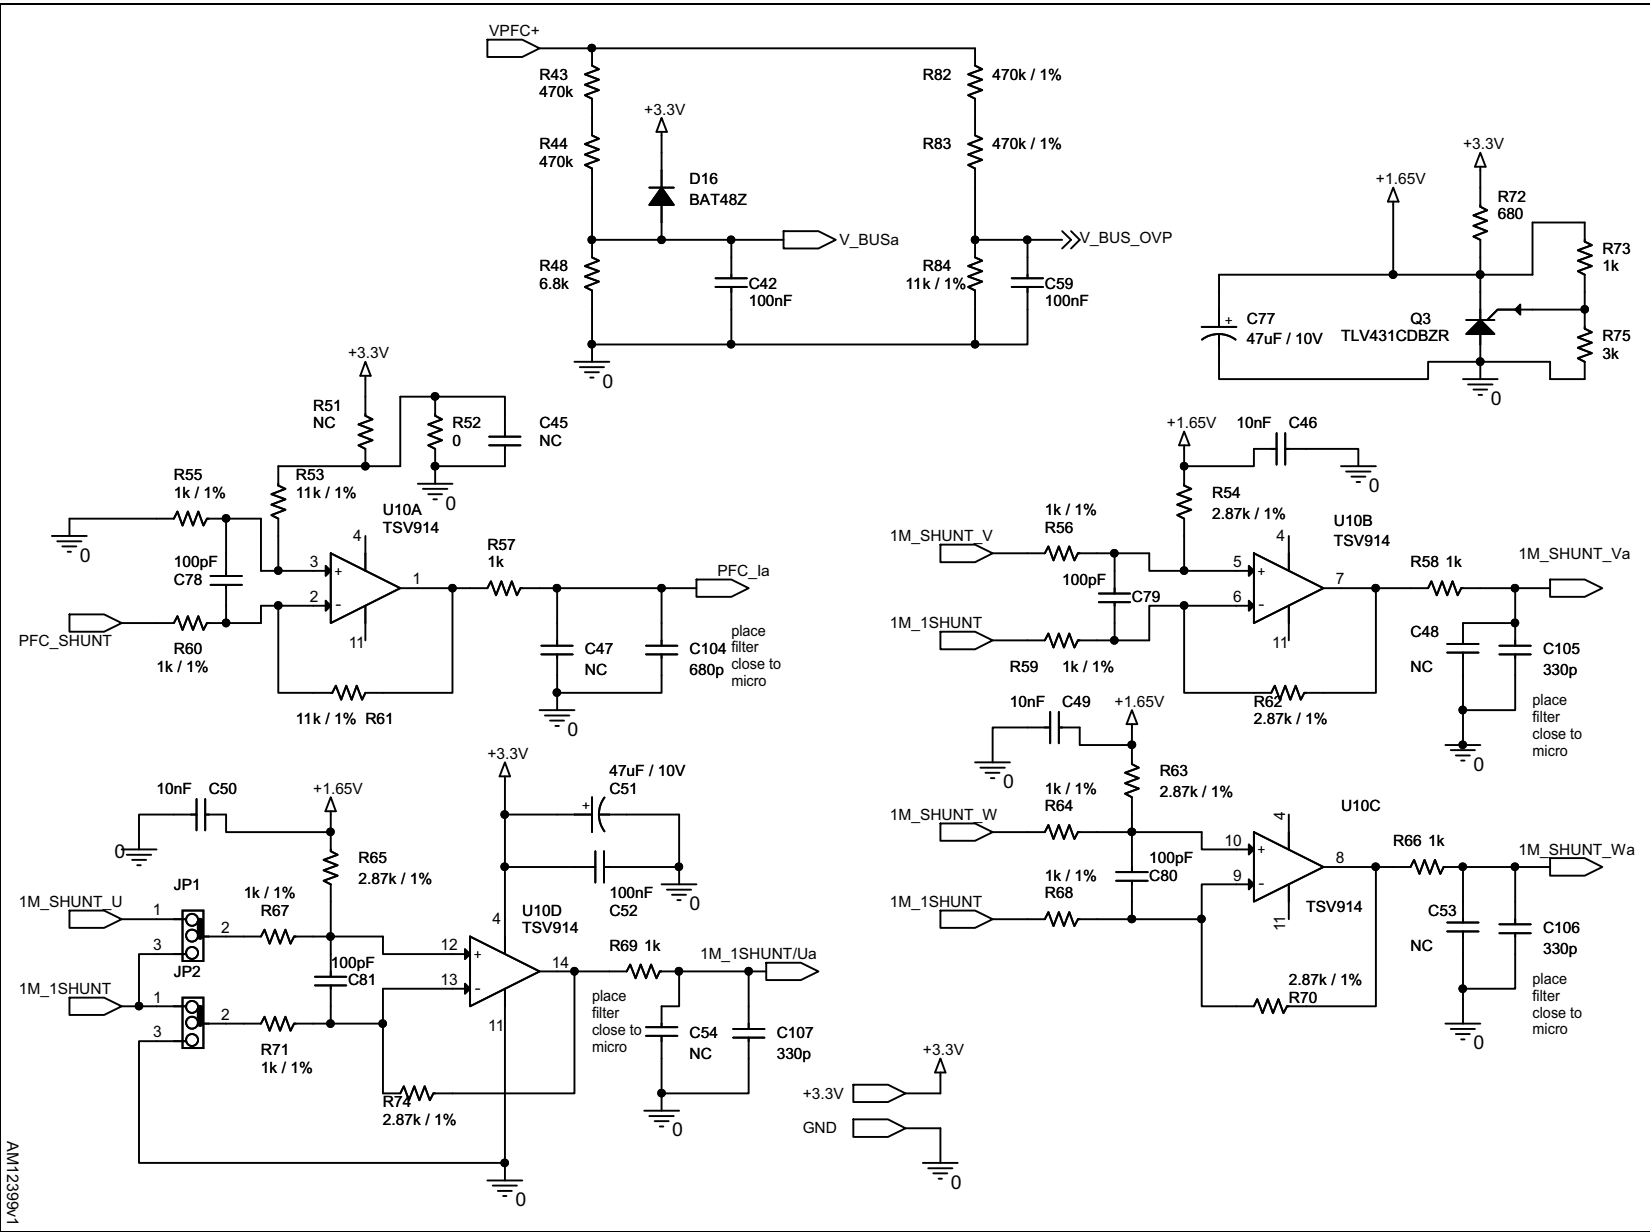 VPFC+
R43
470k
R82
470k / 1%
+3.3V
R44
470k
R83
470k / 1%
D16
BAT48Z
V_BUSa
V_BUS_OVP
R48
6.8k
C42
100nF
R84
11k / 1%
C59
100nF
0
+3.3V
+1.65V
R72
680
R73
1k
C77
47uF / 10V
+
Q3
TLV431CDBZR
R75
3k
0
+3.3V
R51
NC
R52
0
C45
NC
0
R55
1k / 1%
R53
11k / 1%
U10A
TSV914
0
100pF
C78
4
3
+
2
-
1
11
R57
1k
PFC_Ia
PFC_SHUNT
R60
1k / 1%
C47
NC
C104
680p
place
filter
close to
micro
11k / 1% R61
0
+1.65V
10nF C46
0
R54
2.87k / 1%
1k / 1%
R56
U10B
TSV914
1M_SHUNT_V
100pF
C79
4
5
+
6
-
7
11
R58 1k
1M_SHUNT_Va
1M_1SHUNT
R59
1k / 1%
C48
NC
C105
330p
R62
2.87k / 1%
place
filter
close to
micro
0
10nF C49
+1.65V
0
R63
2.87k / 1%
1k / 1%
R64
U10C
1M_SHUNT_W
100pF
C80
4
10
+
9
-
8
11
R66 1k
1M_SHUNT_Wa
1k / 1%
R68
1M_1SHUNT
TSV914
C53
NC
C106
330p
2.87k / 1%
R70
place
filter
close to
micro
0
+3.3V
10nF C50
+1.65V
47uF / 10V
C51
+
0
R65
2.87k / 1%
100nF
C52
0
JP1
1k / 1%
R67
1M_SHUNT_U
1
2
3
JP2
U10D
TSV914
4
12
+
13
-
14
11
100pF
C81
R69 1k
1M_1SHUNT/Ua
1M_1SHUNT
1
2
3
R71
1k / 1%
place
filter
close to
micro
C54
NC
C107
330p
R74
2.87k / 1%
0
0
+3.3V
+3.3V
GND
0
AM12399v1